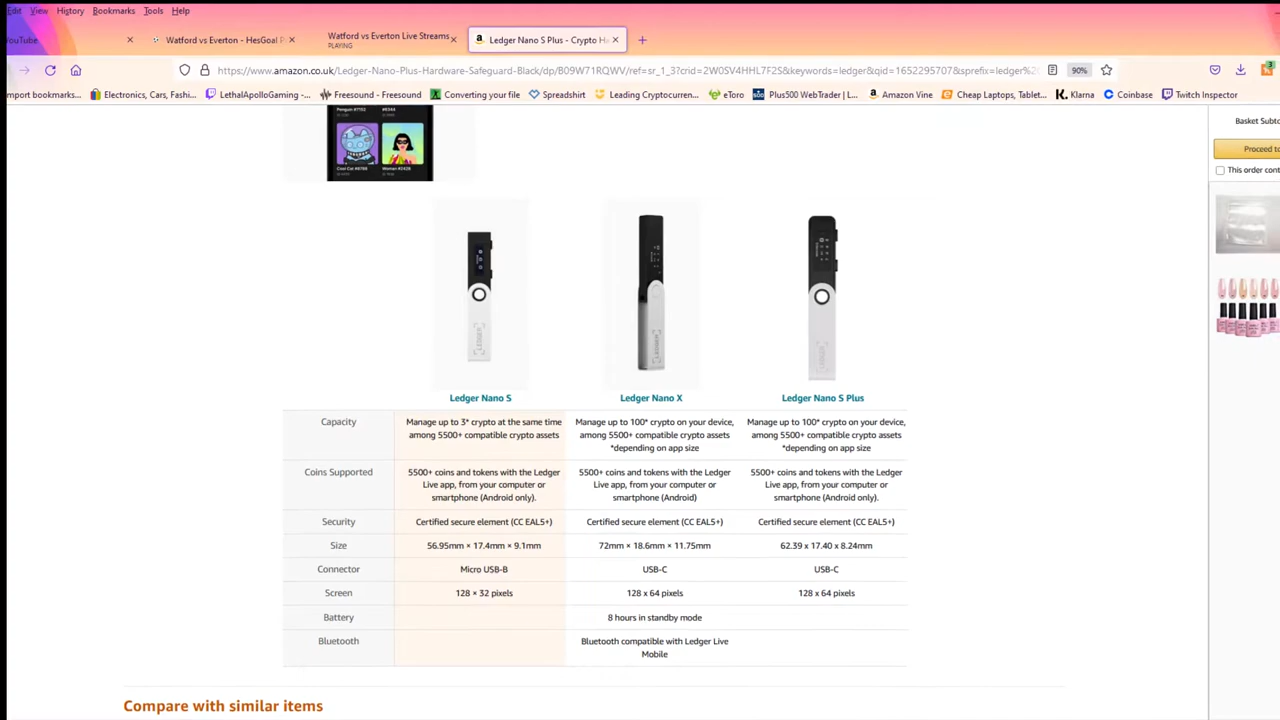 Edit View History Bookmarks Tools Help
YouTube
Watford vs Everton - HesGoal P
Watford vs Everton Live Streams
PLAYING
Ledger Nano S Plus - Crypto Ha
https://www.amazon.co.uk/Ledger-Nano-Plus-Hardware-Safeguard-Black/dp/B09W71RQWV/ref=sr_1_3?crid=2W0SV4HHL7F2S&keywords=ledger&qid=1652295707&sprefix=ledger%2
90%
3
mport bookmarks... Electronics, Cars, Fashi... LethalApolloGaming -... Freesound - Freesound Converting your file Spreadshirt Leading Cryptocurren... eToro Plus500 WebTrader | L... Amazon Vine Cheap Laptops, Tablet... Klarna Coinbase Twitch Inspector
Basket Subto
Proceed to
This order cont
Cool Cat
Woman #2428
LEDGER
LEDGER
LEDGER
Ledger Nano S Ledger Nano X Ledger Nano S Plus
Capacity
Manage up to 3* crypto at the same time
among 5500+ compatible crypto assets
Manage up to 100* crypto on your device,
among 5500+ compatible crypto assets
*depending on app size
Manage up to 100* crypto on your device,
among 5500+ compatible crypto assets
*depending on app size
Coins Supported
5500+ coins and tokens with the Ledger
Live app, from your computer or
smartphone (Android only).
5500+ coins and tokens with the Ledger
Live app, from your computer or
smartphone (Android)
5500+ coins and tokens with the Ledger
Live app, from your computer or
smartphone (Android only).
Security Certified secure element (CC EAL5+) Certified secure element (CC EAL5+) Certified secure element (CC EAL5+)
Size 56.95mm × 17.4mm × 9.1mm 72mm × 18.6mm × 11.75mm 62.39 x 17.40 x 8.24mm
Connector Micro USB-B USB-C USB-C
Screen 128 × 32 pixels 128 x 64 pixels 128 x 64 pixels
Battery 8 hours in standby mode
Bluetooth
Bluetooth compatible with Ledger Live
Mobile
Compare with similar items